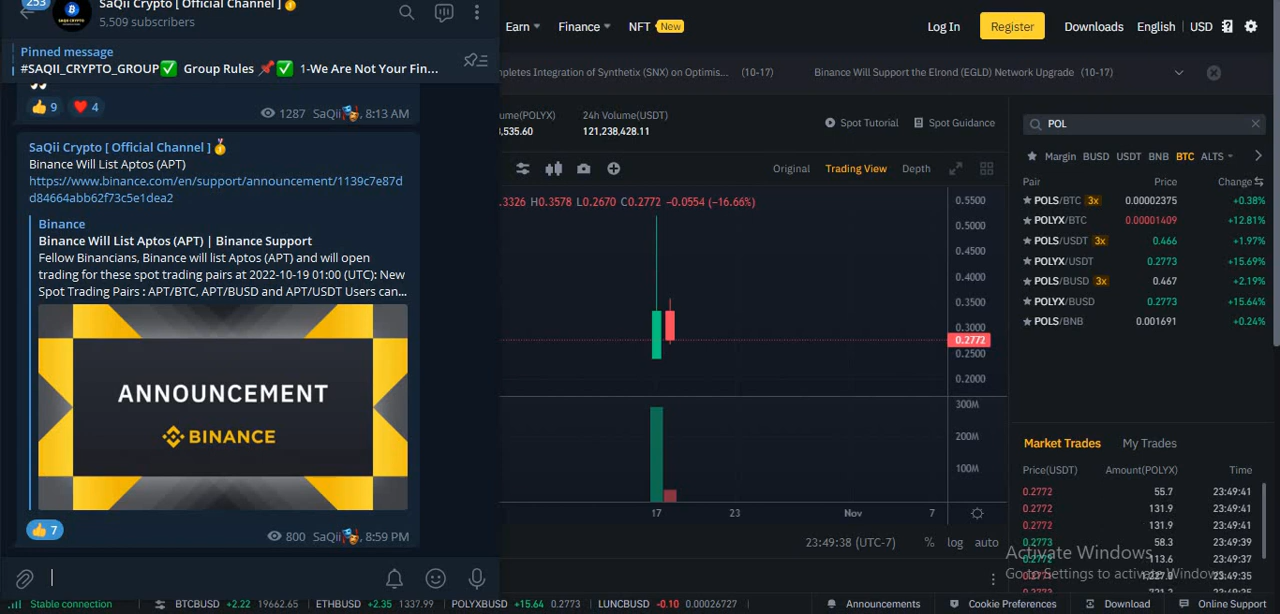 253
SaQii Crypto [ Official Channel ]
5,509 subscribers
Pinned message
#SAQII_CRYPTO_GROUP✅ Group Rules 📌✅ 1-We Are Not Your Fin...
👍 9 ❤️ 4
1287 SaQii🎭, 8:13 AM
SaQii Crypto [ Official Channel ]🥇
Binance Will List Aptos (APT)
https://www.binance.com/en/support/announcement/1139c7e87d
d84664abb62f73c5e1dea2
Binance
Binance Will List Aptos (APT) | Binance Support
Fellow Binancians, Binance will list Aptos (APT) and will open
trading for these spot trading pairs at 2022-10-19 01:00 (UTC): New
Spot Trading Pairs : APT/BTC, APT/BUSD and APT/USDT Users can...
ANNOUNCEMENT
BINANCE
👍 7
800 SaQii🎭, 8:59 PM
Earn Finance NFT New Log In Register Downloads English USD
mpletes Integration of Synthetix (SNX) on Optimis... (10-17) Binance Will Support the Elrond (EGLD) Network Upgrade (10-17)
ume(POLYX) 24h Volume(USDT)
3,535.60 121,238,428.11
Spot Tutorial Spot Guidance
Original Trading View Depth
.3326 H0.3578 L0.2670 C0.2772 -0.0554 (-16.66%)
0.5500
0.5000
0.4500
0.4000
0.3500
0.3000
0.2772
0.2500
0.2000
300M
200M
100M
17 23 Nov 7
23:49:38 (UTC-7) % log auto
POL
Margin BUSD USDT BNB BTC ALTS
Pair Price Change
POLS/BTC 3x 0.00002375 +0.38%
POLYX/BTC 0.00001409 +12.81%
POLS/USDT 3x 0.466 +1.97%
POLYX/USDT 0.2773 +15.69%
POLS/BUSD 3x 0.467 +2.19%
POLYX/BUSD 0.2773 +15.64%
POLS/BNB 0.001691 +0.24%
Market Trades My Trades
Price(USDT) Amount(POLYX) Time
0.2772 55.7 23:49:41
0.2772 131.9 23:49:41
0.2772 131.9 23:49:41
0.2773 58.3 23:49:39
0.2772 113.6 23:49:37
23:49:35
Activate Windows
Go to Settings to activate Windows.
Stable connection BTCBUSD +2.22 19662.65 ETHBUSD +2.35 1337.99 POLYXBUSD +15.64 0.2773 LUNCBUSD -0.10 0.00026727 Announcements Cookie Preferences Download Online Support